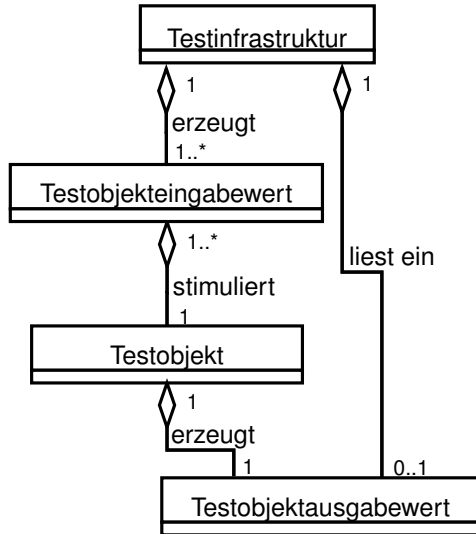 Testinfrastruktur
1
1
erzeugt
1..*
Testobjekteingabewert
1..*
liest ein
stimuliert
1
Testobjekt
1
erzeugt
1
0..1
Testobjektausgabewert